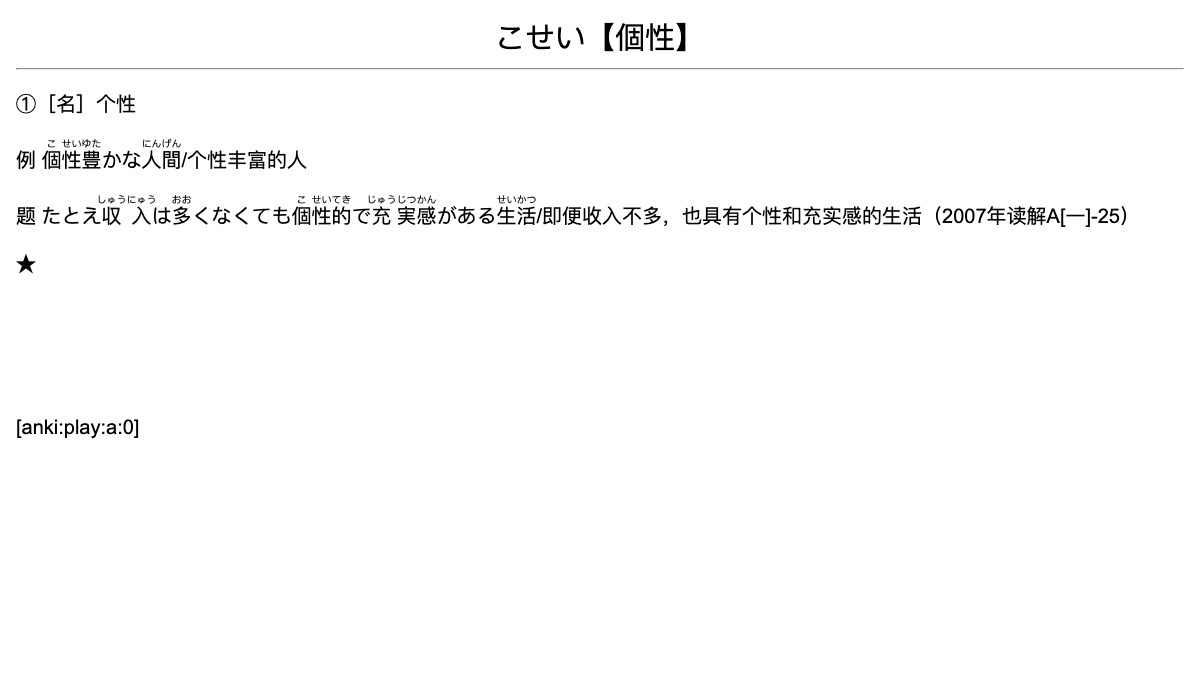 こせい【個性】
①［名］个性
例 個性豊かな人間/个性丰富的人
题 たとえ収入は多くなくても個性的で充実感がある生活/即便收入不多，也具有个性和充实感的生活（2007年读解A[一]-25）
★
[anki:play:a:0]